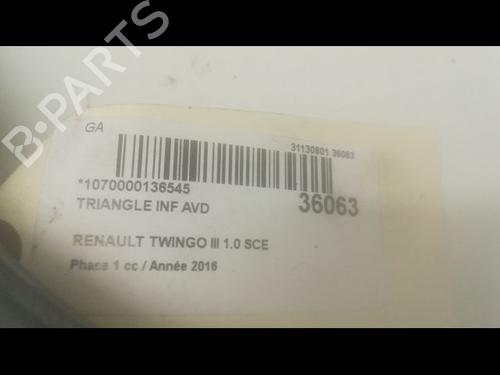 B-PARTS
GA
31130801 36063
*1070000136545
36063
TRIANGLE INF AVD
RENAULT TWINGO III 1.0 SCE
Phase 1 cc / Année 2016